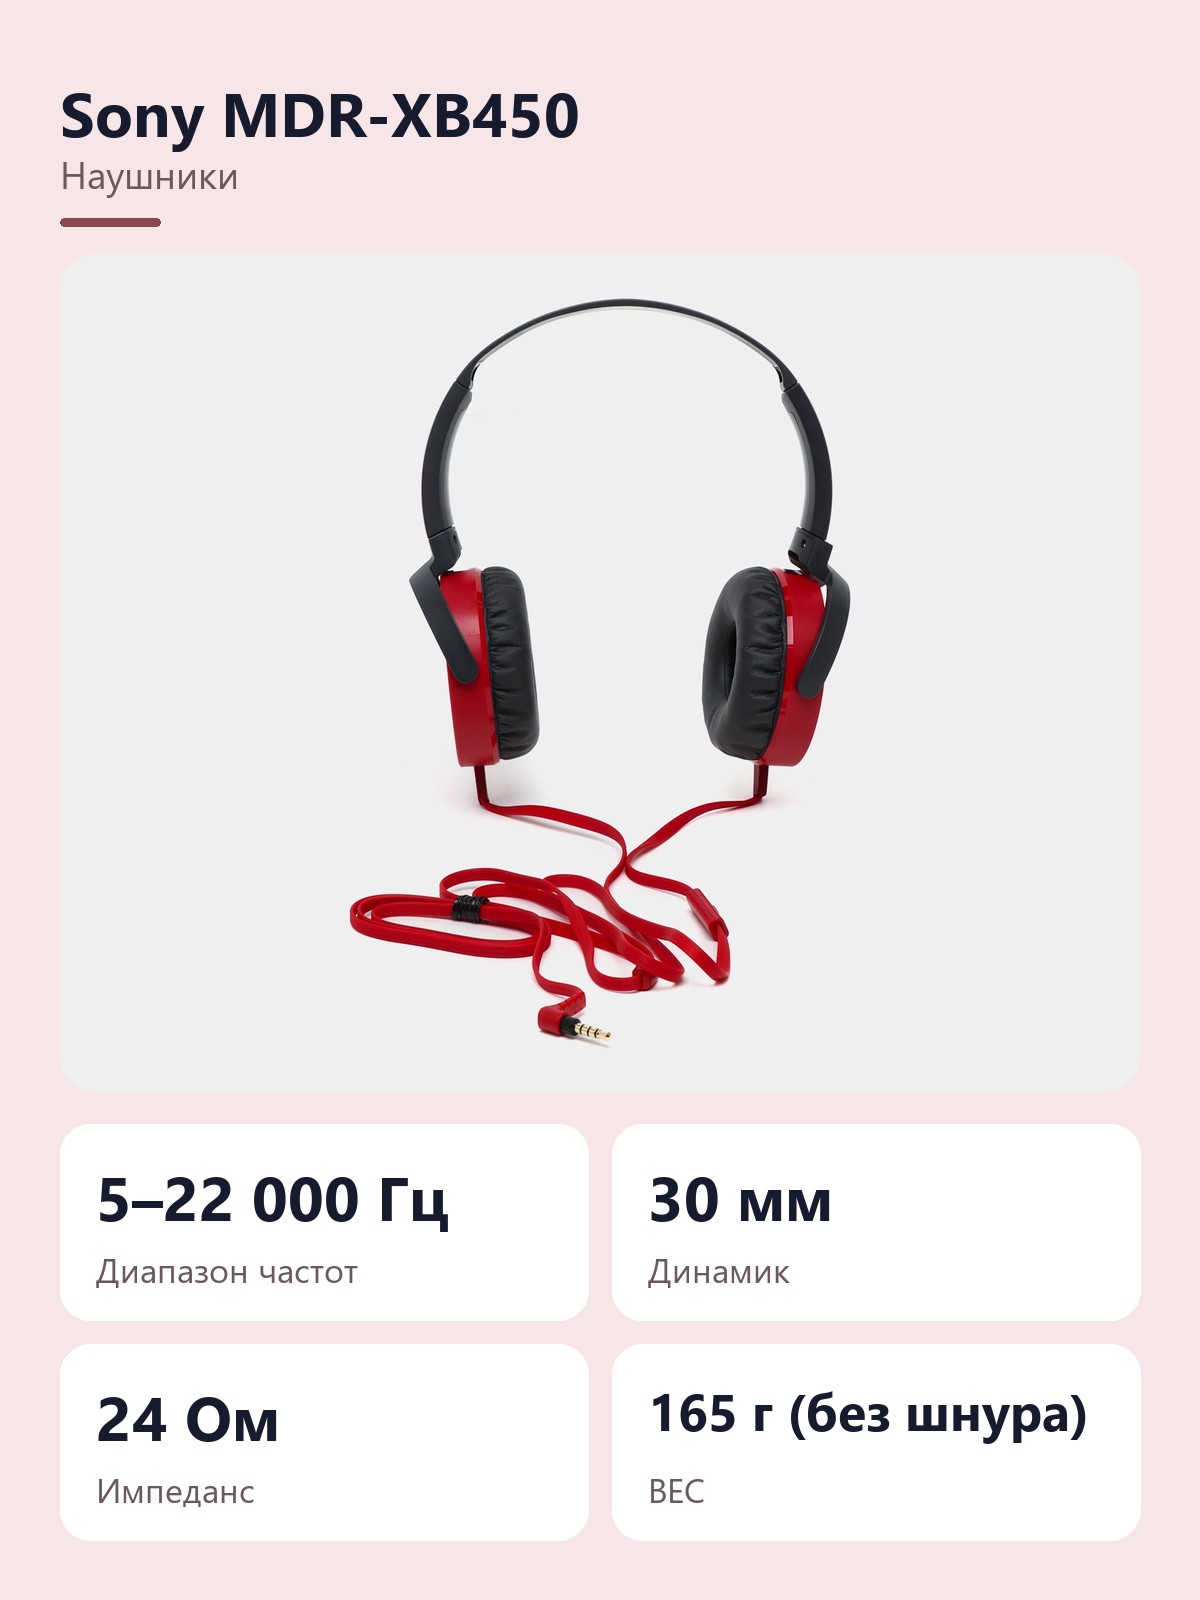 Sony MDR-XB450
Наушники
5–22 000 Гц
Диапазон частот
30 мм
Динамик
24 Ом
Импеданс
165 г (без шнура)
ВЕС